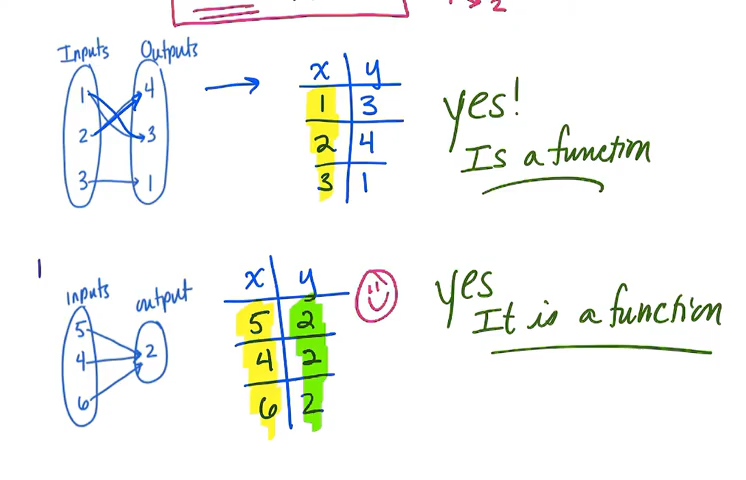 Inputs Outputs
1 4
2 3
3 1
x y
1 3
2 4
3 1
yes!
Is a function
inputs output
5
4 2
6
x y
5 2
4 2
6 2
yes
It is a function